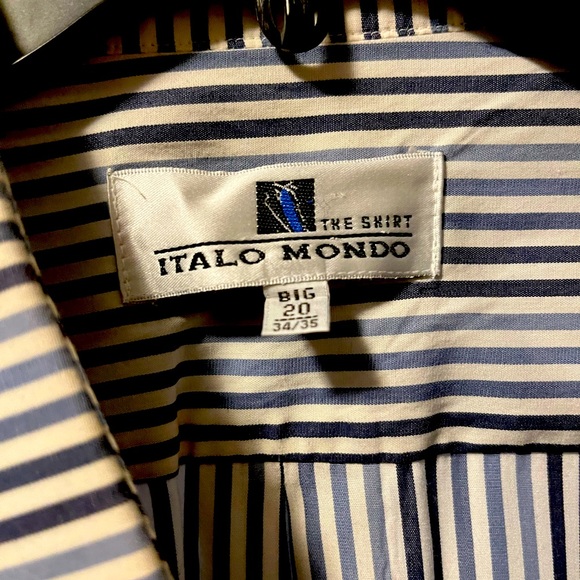 THE SHIRT
ITALO MONDO
BIG
20
34/35